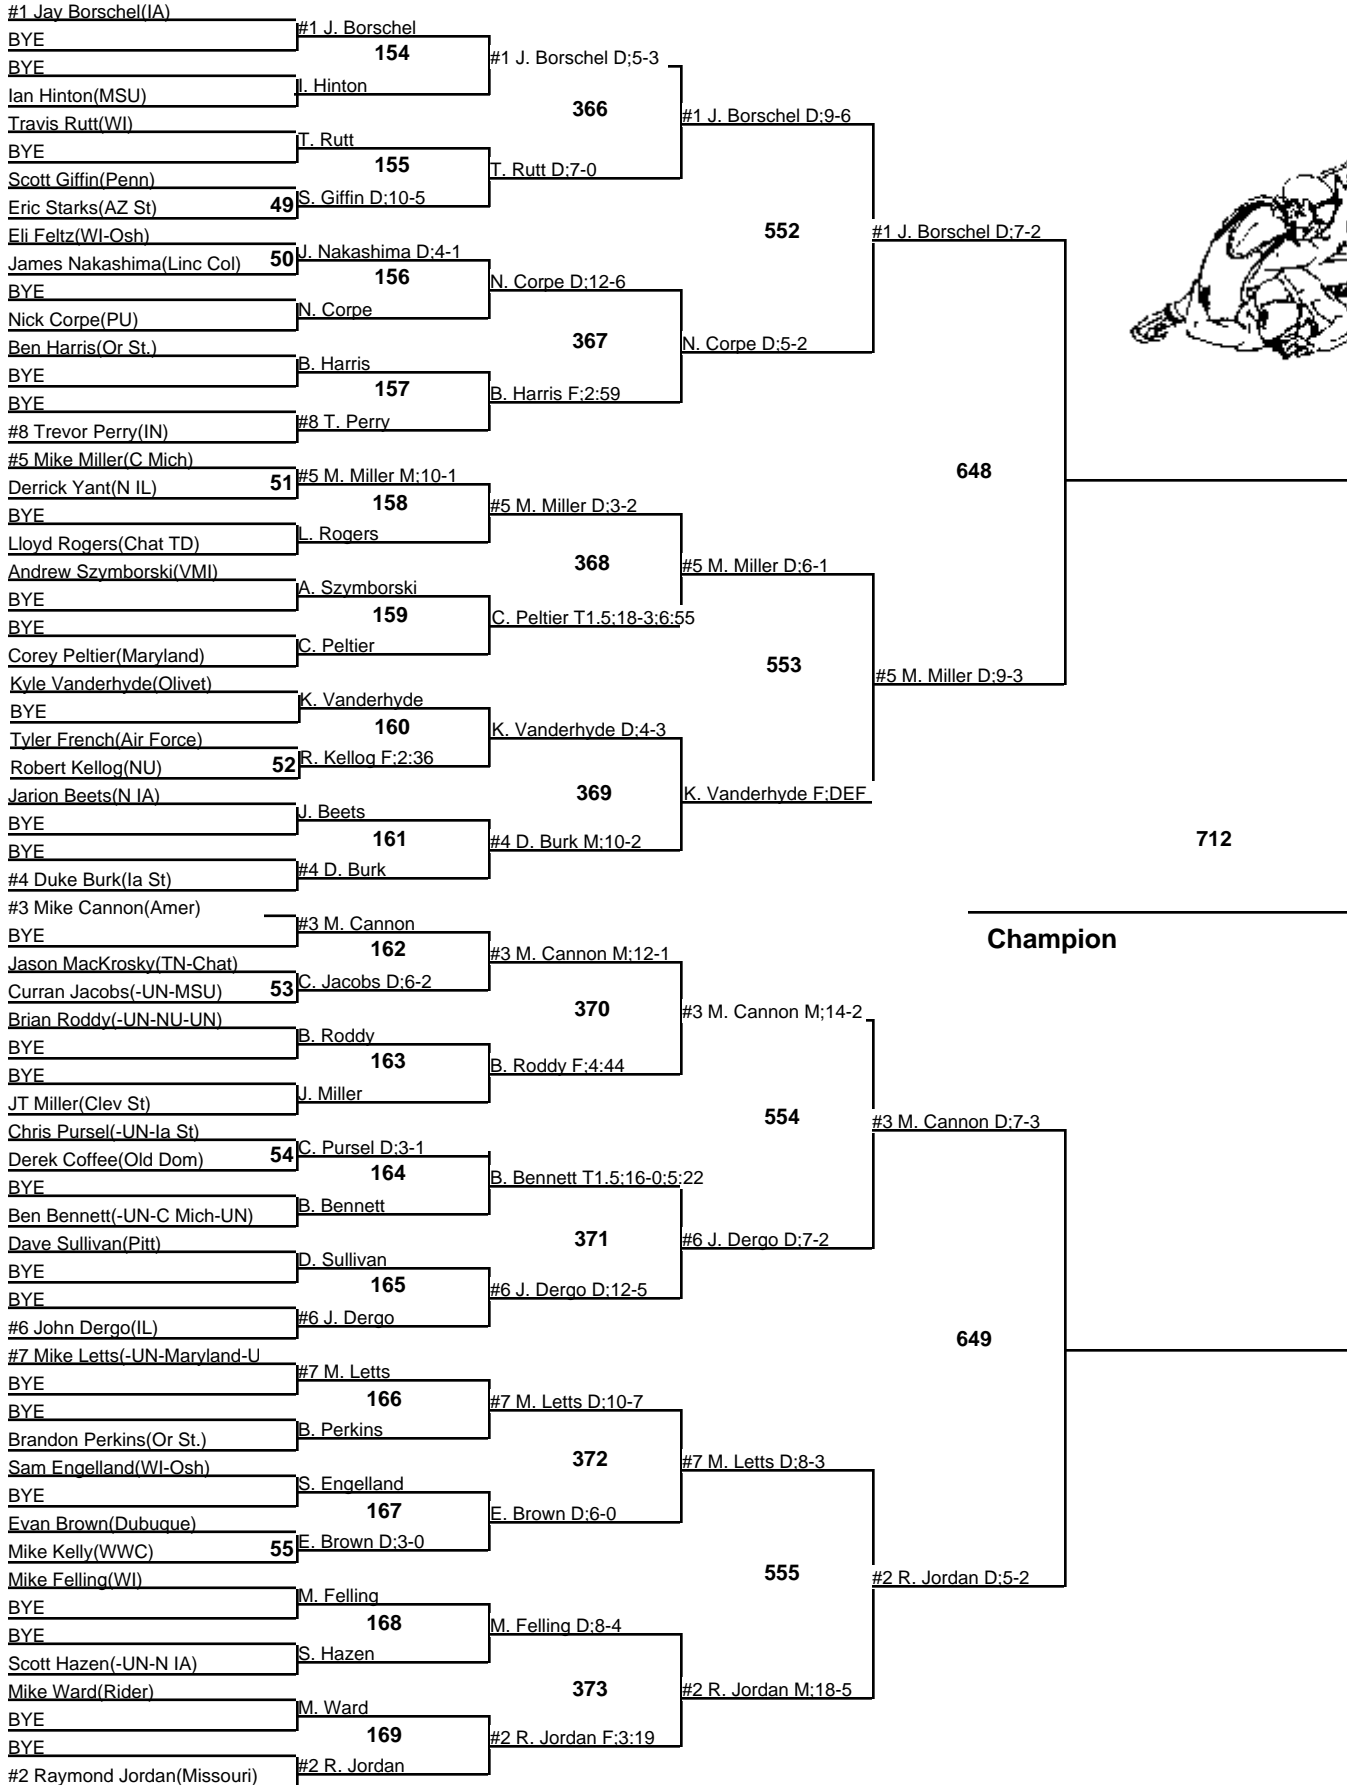 #1 Jay Borschel(IA)
BYE
BYE
Ian Hinton(MSU)
Travis Rutt(WI)
BYE
Scott Giffin(Penn)
Eric Starks(AZ St)
49
Eli Feltz(WI-Osh)
James Nakashima(Linc Col)
50
BYE
Nick Corpe(PU)
Ben Harris(Or St.)
BYE
BYE
#8 Trevor Perry(IN)
#5 Mike Miller(C Mich)
Derrick Yant(N IL)
51
BYE
Lloyd Rogers(Chat TD)
Andrew Szymborski(VMI)
BYE
BYE
Corey Peltier(Maryland)
Kyle Vanderhyde(Olivet)
BYE
Tyler French(Air Force)
Robert Kellog(NU)
52
Jarion Beets(N IA)
BYE
BYE
#4 Duke Burk(Ia St)
#3 Mike Cannon(Amer)
BYE
Jason MacKrosky(TN-Chat)
Curran Jacobs(-UN-MSU)
53
Brian Roddy(-UN-NU-UN)
BYE
BYE
JT Miller(Clev St)
Chris Pursel(-UN-Ia St)
Derek Coffee(Old Dom)
54
BYE
Ben Bennett(-UN-C Mich-UN)
Dave Sullivan(Pitt)
BYE
BYE
#6 John Dergo(IL)
#7 Mike Letts(-UN-Maryland-U
BYE
BYE
Brandon Perkins(Or St.)
Sam Engelland(WI-Osh)
BYE
Evan Brown(Dubuque)
Mike Kelly(WWC)
55
Mike Felling(WI)
BYE
BYE
Scott Hazen(-UN-N IA)
Mike Ward(Rider)
BYE
BYE
#2 Raymond Jordan(Missouri)
#1 J. Borschel
154
I. Hinton
T. Rutt
155
S. Giffin D;10-5
J. Nakashima D;4-1
156
N. Corpe
B. Harris
157
#8 T. Perry
#5 M. Miller M;10-1
158
L. Rogers
A. Szymborski
159
C. Peltier
K. Vanderhyde
160
R. Kellog F;2:36
J. Beets
161
#4 D. Burk
#3 M. Cannon
162
C. Jacobs D;6-2
B. Roddy
163
J. Miller
C. Pursel D;3-1
164
B. Bennett
D. Sullivan
165
#6 J. Dergo
#7 M. Letts
166
B. Perkins
S. Engelland
167
E. Brown D;3-0
M. Felling
168
S. Hazen
M. Ward
169
#2 R. Jordan
#1 J. Borschel D;5-3
366
T. Rutt D;7-0
N. Corpe D;12-6
367
B. Harris F;2:59
#5 M. Miller D;3-2
368
C. Peltier T1.5;18-3;6:55
K. Vanderhyde D;4-3
369
#4 D. Burk M;10-2
#3 M. Cannon M;12-1
370
B. Roddy F;4:44
B. Bennett T1.5;16-0;5:22
371
#6 J. Dergo D;12-5
#7 M. Letts D;10-7
372
E. Brown D;6-0
M. Felling D;8-4
373
#2 R. Jordan F;3:19
#1 J. Borschel D;9-6
552
N. Corpe D;5-2
#5 M. Miller D;6-1
553
K. Vanderhyde F;DEF
#3 M. Cannon M;14-2
554
#6 J. Dergo D;7-2
#7 M. Letts D;8-3
555
#2 R. Jordan M;18-5
#1 J. Borschel D;7-2
648
#5 M. Miller D;9-3
#3 M. Cannon D;7-3
649
#2 R. Jordan D;5-2
712
Champion